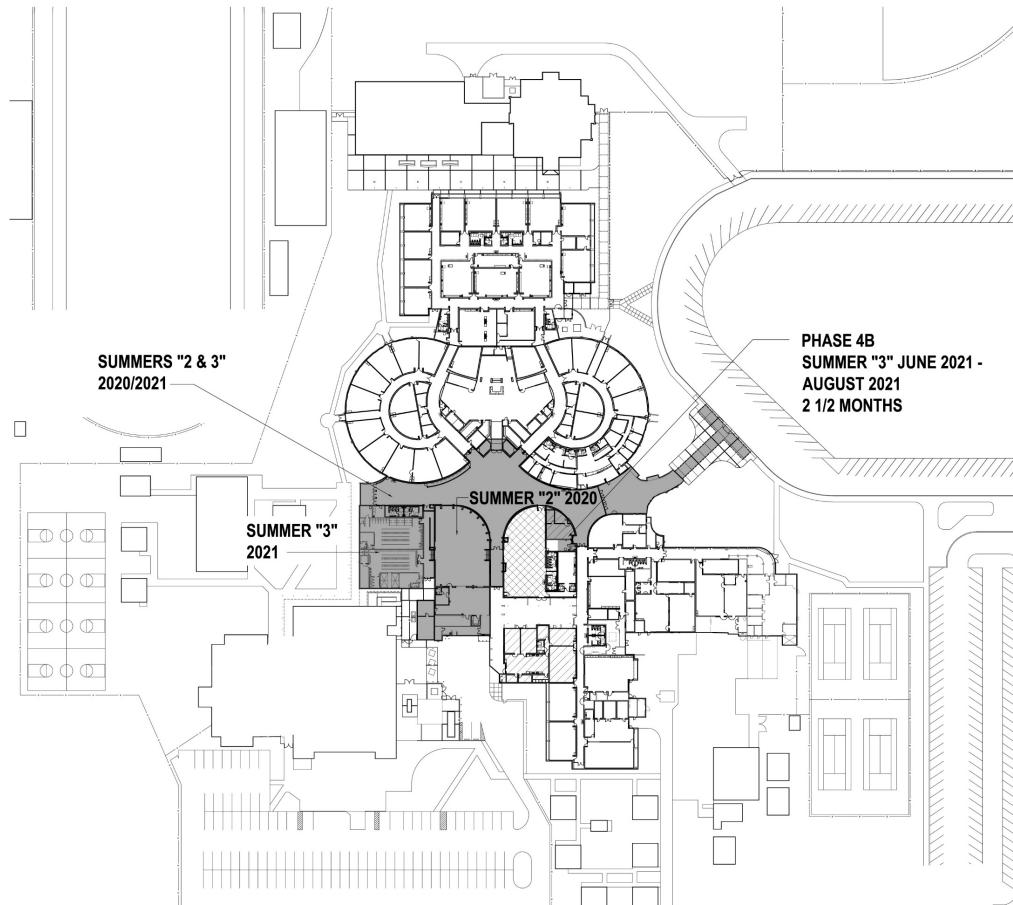 SUMMERS "2 & 3"
2020/2021
PHASE 4B
SUMMER "3" JUNE 2021 -
AUGUST 2021
2 1/2 MONTHS
SUMMER "2" 2020
SUMMER "3"
2021